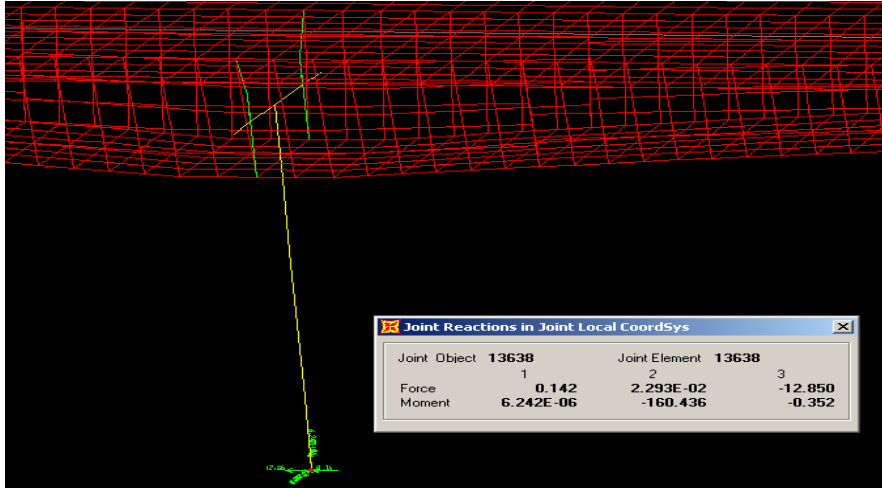 Joint Reactions in Joint Local CoordSys
Joint Object 13638 Joint Element 13638
1 2 3
Force 0.142 2.293E-02 -12.850
Moment 6.242E-06 -160.436 -0.352